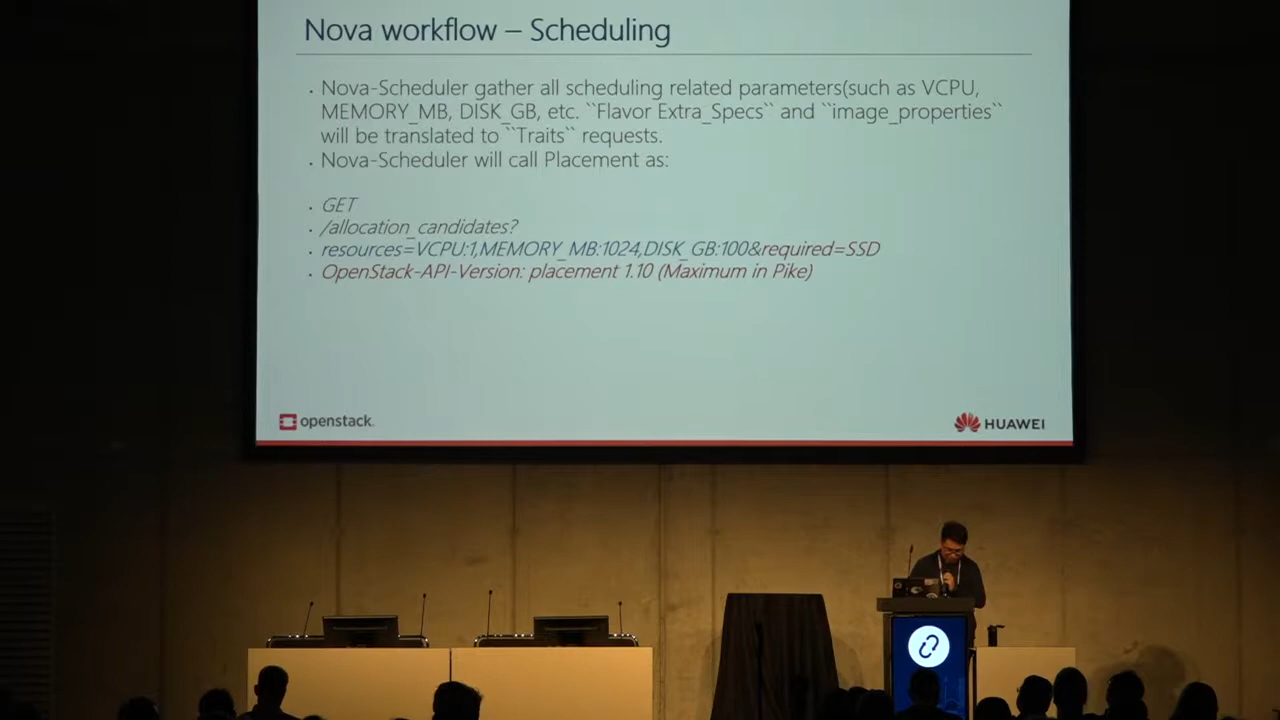 Nova workflow – Scheduling
Nova-Scheduler gather all scheduling related parameters(such as VCPU,
MEMORY_MB, DISK_GB, etc. ``Flavor Extra_Specs`` and ``image_properties``
will be translated to ``Traits`` requests.
Nova-Scheduler will call Placement as:
GET
/allocation_candidates?
resources=VCPU:1,MEMORY_MB:1024,DISK_GB:100&required=SSD
OpenStack-API-Version: placement 1.10 (Maximum in Pike)
openstack.
HUAWEI